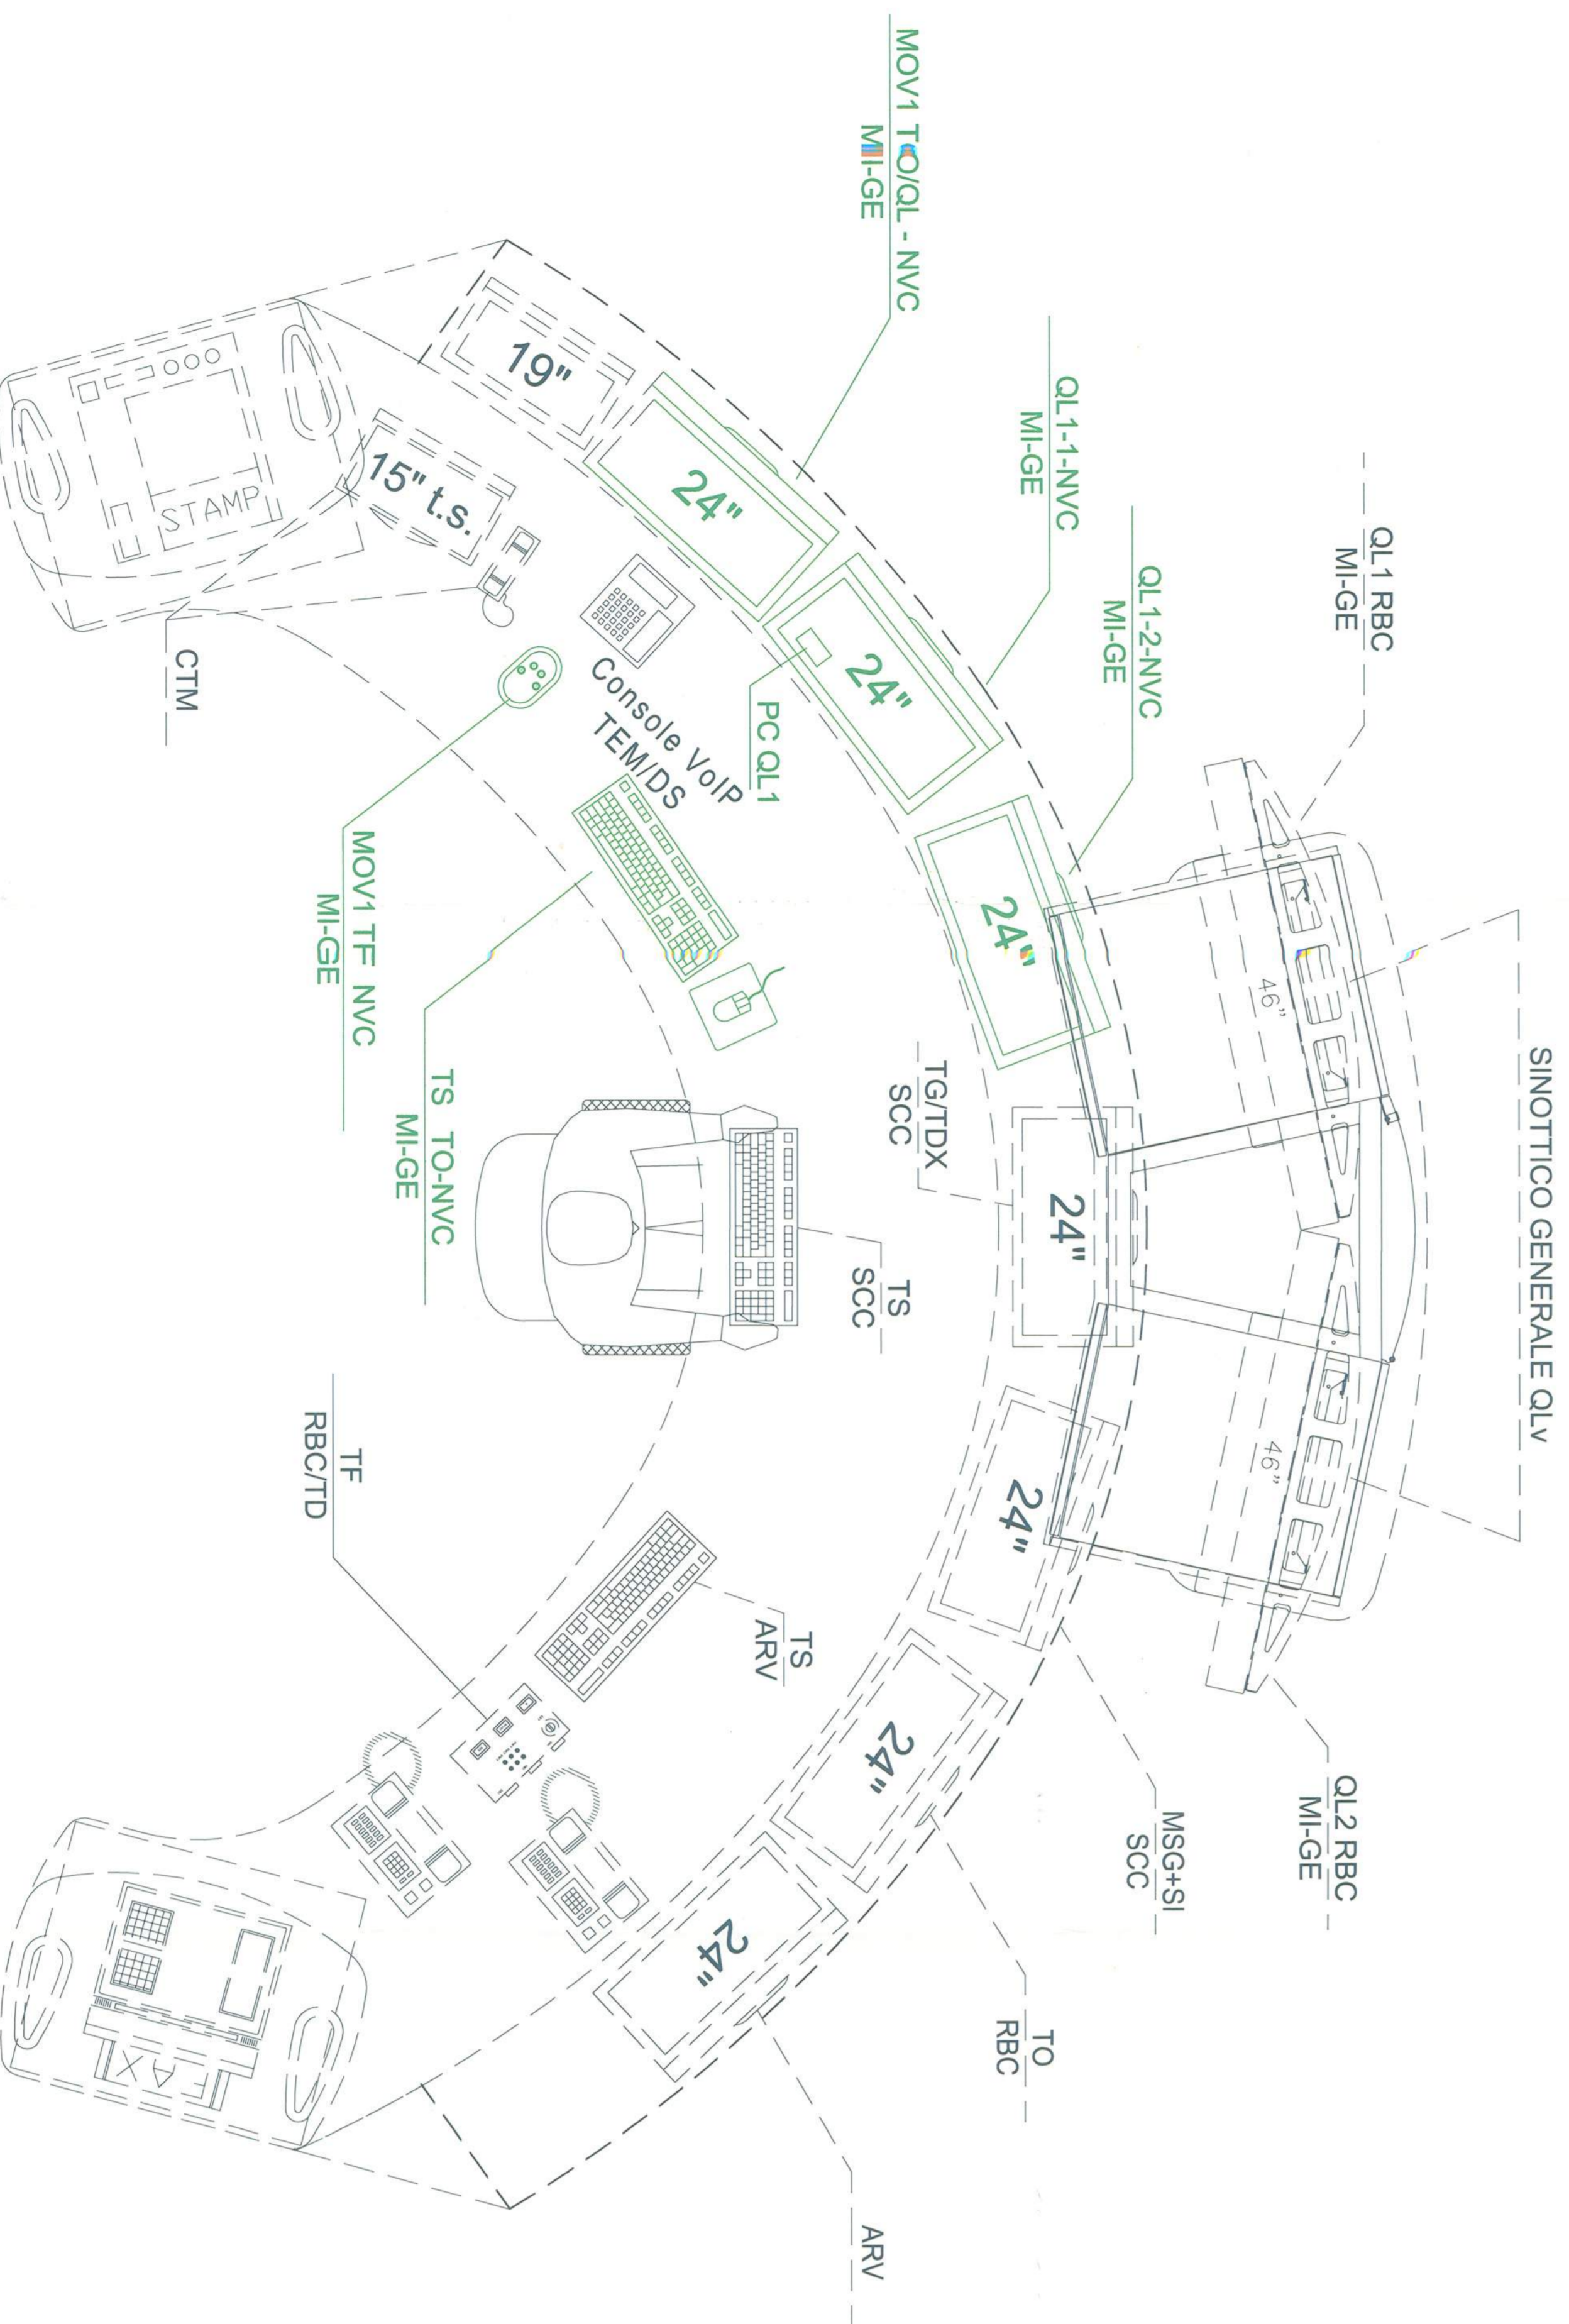 SINOTTICO GENERALE QLv
QL1 RBC
MI-GE
QL2 RBC
MI-GE
46"
46"
QL1-2-NVC
MI-GE
QL1-1-NVC
MI-GE
MOV1 TO/QL - NVC
MI-GE
MSG+SI
SCC
TO
RBC
ARV
TG/TDX
SCC
19"
24"
24"
24"
24"
24"
24"
24"
15" t.s.
STAMP
PC QL1
Console VoIP
TEM/DS
TS
SCC
TS
ARV
CTM
MOV1 TF NVC
MI-GE
TS TO-NVC
MI-GE
TF
RBC/TD